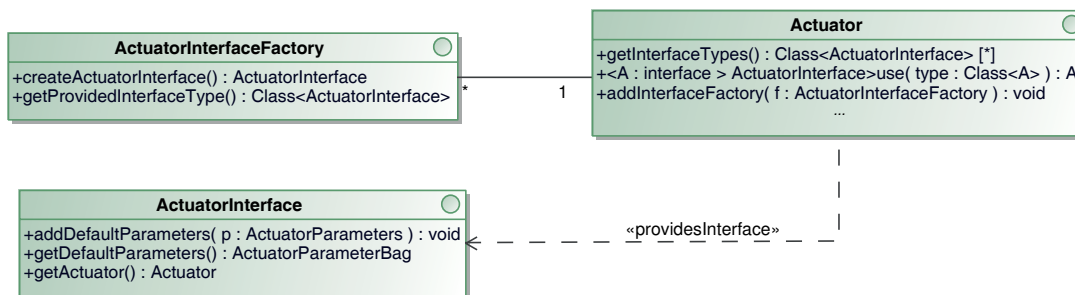 ActuatorInterfaceFactory
+createActuatorInterface() : ActuatorInterface
+getProvidedInterfaceType() : Class<ActuatorInterface>
*
1
Actuator
+getInterfaceTypes() : Class<ActuatorInterface> [*]
+<A : interface > ActuatorInterface>use( type : Class<A> ) : A
+addInterfaceFactory( f : ActuatorInterfaceFactory ) : void
...
ActuatorInterface
+addDefaultParameters( p : ActuatorParameters ) : void
+getDefaultParameters() : ActuatorParameterBag
+getActuator() : Actuator
«providesInterface»